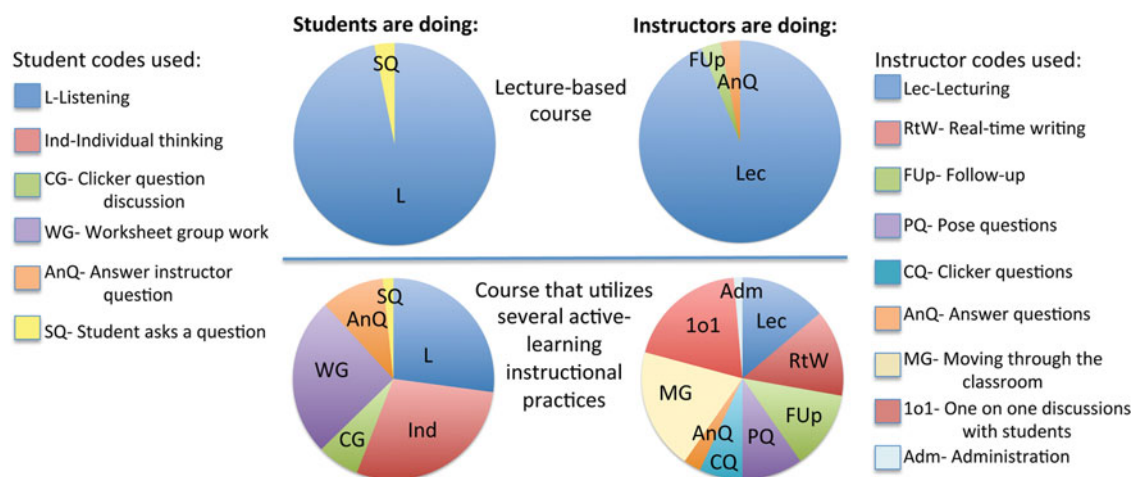 Students are doing:
Instructors are doing:
Student codes used:
L-Listening
Ind-Individual thinking
CG- Clicker question
discussion
WG- Worksheet group work
AnQ- Answer instructor
question
SQ- Student asks a question
SQ
L
Lecture-based
course
FUp
AnQ
Lec
Instructor codes used:
Lec-Lecturing
RtW- Real-time writing
FUp- Follow-up
PQ- Pose questions
CQ- Clicker questions
AnQ- Answer questions
MG- Moving through the
classroom
1o1- One on one discussions
with students
Adm- Administration
SQ
AnQ
L
WG
CG
Ind
Course that utilizes
several active-
learning
instructional
practices
Adm
Lec
1o1
RtW
MG
FUp
AnQ
PQ
CQ